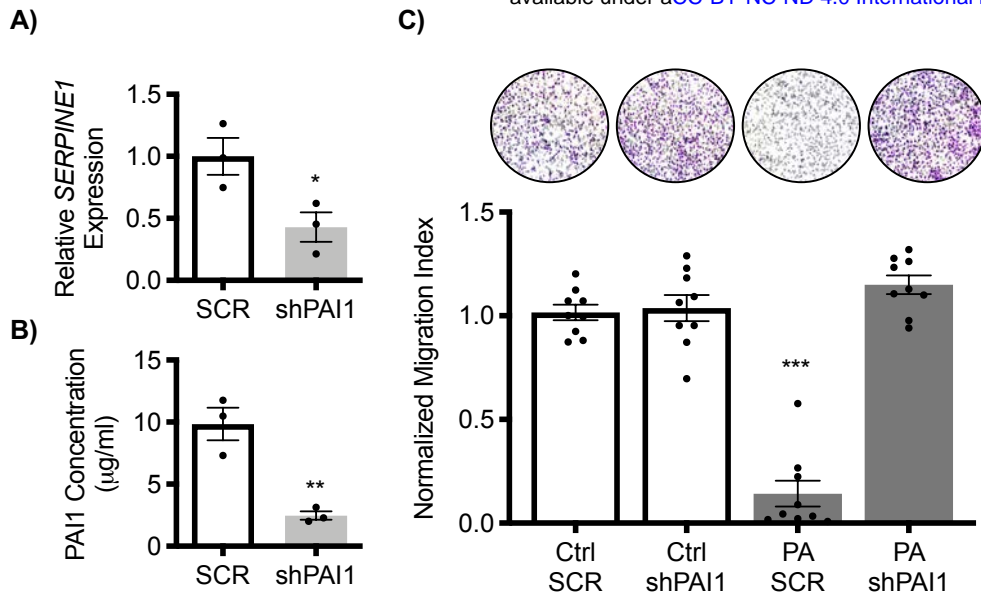 available under aCC-BY-NC-ND 4.0 International
A)
C)
1.5
1.0
0.5
0.0
Relative SERPINE1
Expression
*
SCR
shPAI1
B)
15
10
5
0
PAI1 Concentration
(μg/ml)
**
SCR
shPAI1
1.5
1.0
0.5
0.0
Normalized Migration Index
***
Ctrl
SCR
Ctrl
shPAI1
PA
SCR
PA
shPAI1